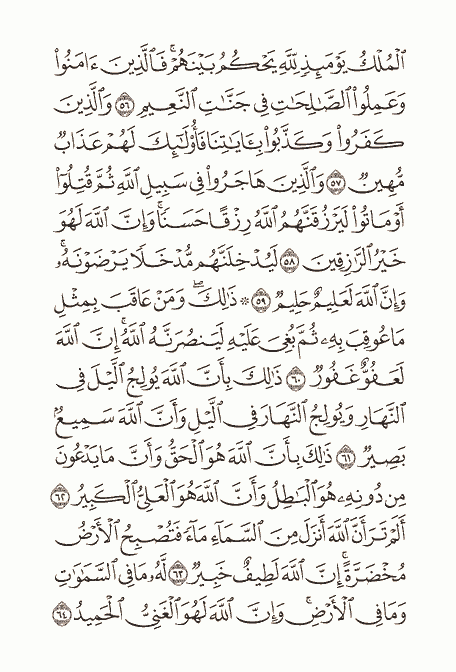 ٱلْمُلْكُ يَوْمَئِذٍ لِّلَّهِ يَحْكُمُ بَيْنَهُمْ ۚ فَٱلَّذِينَ ءَامَنُوا۟
وَعَمِلُوا۟ ٱلصَّٰلِحَٰتِ فِى جَنَّٰتِ ٱلنَّعِيمِ ٥٦ وَٱلَّذِينَ
كَفَرُوا۟ وَكَذَّبُوا۟ بِـَٔايَٰتِنَا فَأُو۟لَٰٓئِكَ لَهُمْ عَذَابٌ
مُّهِينٌ ٥٧ وَٱلَّذِينَ هَاجَرُوا۟ فِى سَبِيلِ ٱللَّهِ ثُمَّ قُتِلُوٓا۟
أَوْ مَاتُوا۟ لَيَرْزُقَنَّهُمُ ٱللَّهُ رِزْقًا حَسَنًا ۚ وَإِنَّ ٱللَّهَ لَهُوَ
خَيْرُ ٱلرَّٰزِقِينَ ٥٨ لَيُدْخِلَنَّهُم مُّدْخَلًا يَرْضَوْنَهُۥ ۗ
وَإِنَّ ٱللَّهَ لَعَلِيمٌ حَلِيمٌ ٥٩ ۞ ذَٰلِكَ ۖ وَمَنْ عَاقَبَ بِمِثْلِ
مَا عُوقِبَ بِهِۦ ثُمَّ بُغِىَ عَلَيْهِ لَيَنصُرَنَّهُ ٱللَّهُ ۗ إِنَّ ٱللَّهَ
لَعَفُوٌّ غَفُورٌ ٦٠ ذَٰلِكَ بِأَنَّ ٱللَّهَ يُولِجُ ٱلَّيْلَ فِى
ٱلنَّهَارِ وَيُولِجُ ٱلنَّهَارَ فِى ٱلَّيْلِ وَأَنَّ ٱللَّهَ سَمِيعٌۢ
بَصِيرٌ ٦١ ذَٰلِكَ بِأَنَّ ٱللَّهَ هُوَ ٱلْحَقُّ وَأَنَّ مَا يَدْعُونَ
مِن دُونِهِۦ هُوَ ٱلْبَٰطِلُ وَأَنَّ ٱللَّهَ هُوَ ٱلْعَلِىُّ ٱلْكَبِيرُ ٦٢
أَلَمْ تَرَ أَنَّ ٱللَّهَ أَنزَلَ مِنَ ٱلسَّمَآءِ مَآءً فَتُصْبِحُ ٱلْأَرْضُ
مُخْضَرَّةً ۗ إِنَّ ٱللَّهَ لَطِيفٌ خَبِيرٌ ٦٣ لَّهُۥ مَا فِى ٱلسَّمَٰوَٰتِ
وَمَا فِى ٱلْأَرْضِ ۗ وَإِنَّ ٱللَّهَ لَهُوَ ٱلْغَنِىُّ ٱلْحَمِيدُ ٦٤